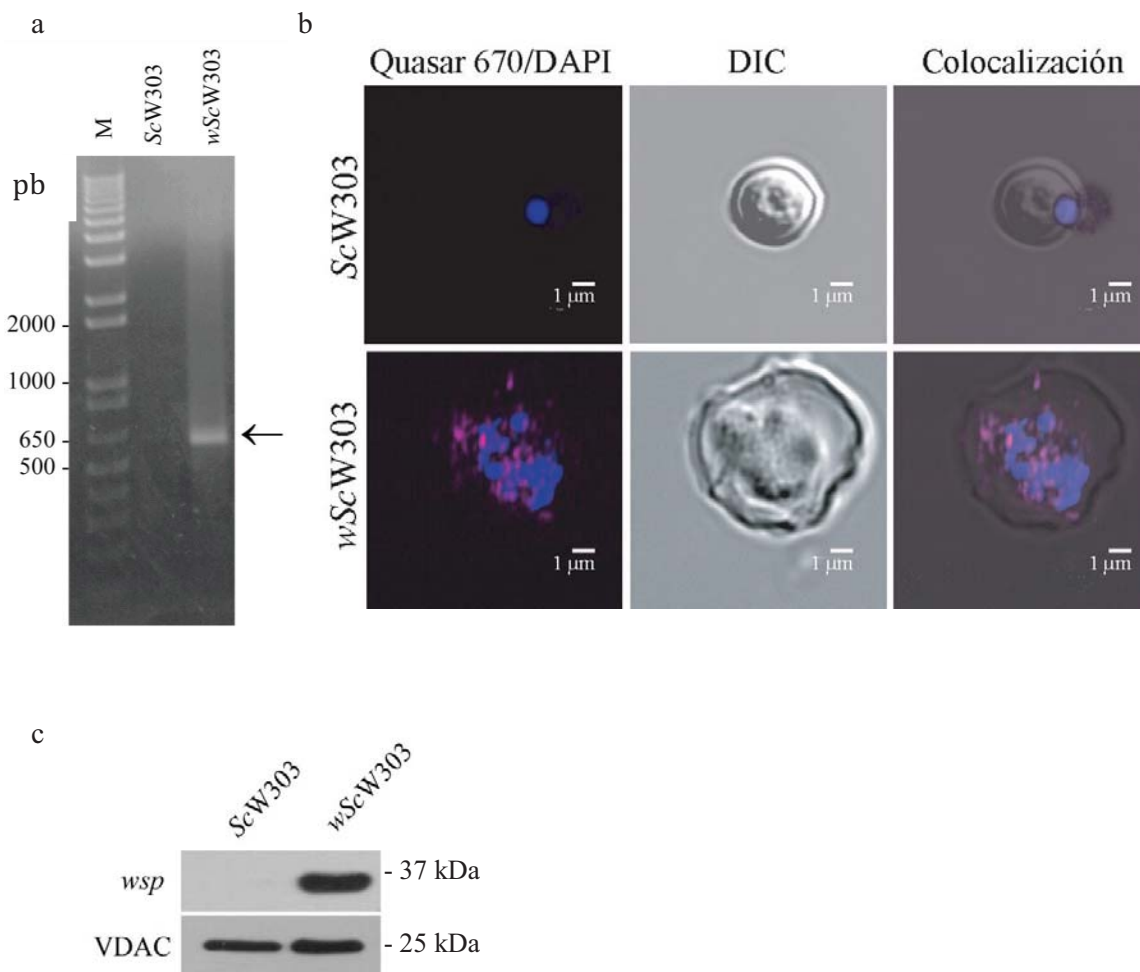 a
M
ScW303
wScW303
pb
2000 -
1000 -
650 -
500 -
b
Quasar 670/DAPI
DIC
Colocalización
ScW303
1 µm
1 µm
1 µm
wScW303
1 µm
1 µm
1 µm
c
ScW303
wScW303
wsp
- 37 kDa
VDAC
- 25 kDa